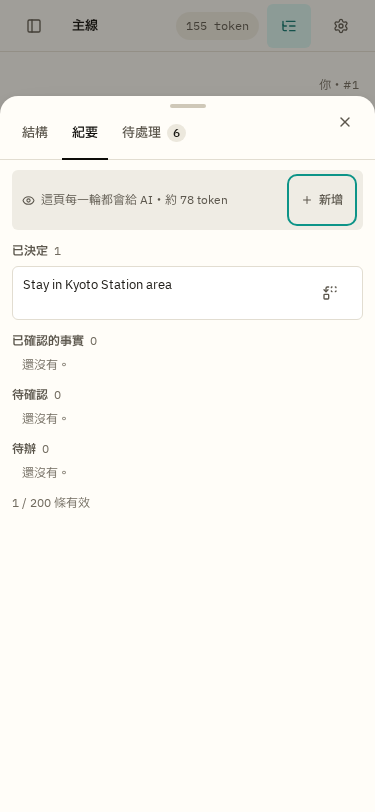 主線
155 token
你・#1
結構
紀要
待處理 6
這頁每一輪都會給 AI・約 78 token
新增
已決定 1
Stay in Kyoto Station area
已確認的事實 0
還沒有。
待確認 0
還沒有。
待辦 0
還沒有。
1 / 200 條有效